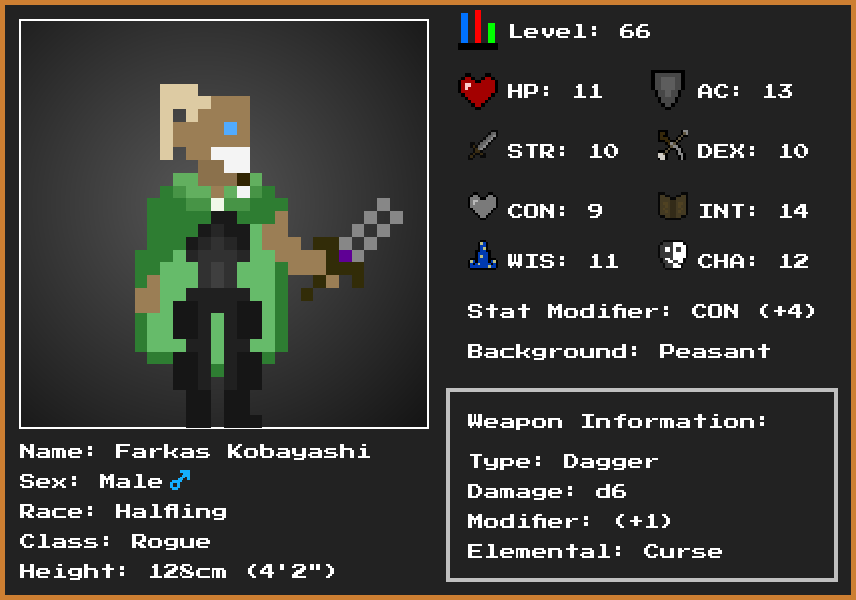 Level: 66
HP: 11 AC: 13
STR: 10 DEX: 10
CON: 9 INT: 14
WIS: 11 CHA: 12
Stat Modifier: CON (+4)
Background: Peasant
Weapon Information:
Type: Dagger
Damage: d6
Modifier: (+1)
Elemental: Curse
Name: Farkas Kobayashi
Sex: Male♂
Race: Halfling
Class: Rogue
Height: 128cm (4'2")